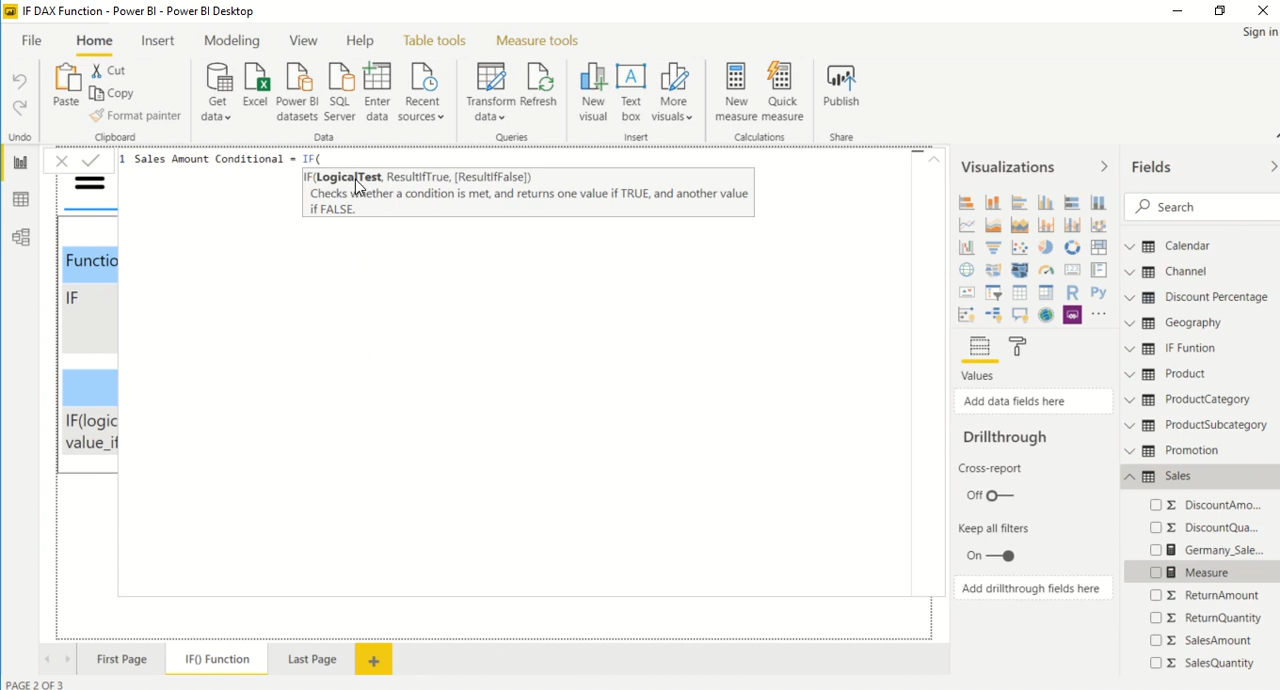 IF DAX Function - Power BI - Power BI Desktop
Sign in
File Home Insert Modeling View Help Table tools Measure tools
Paste
Cut
Copy
Format painter
Get data
Excel
Power BI datasets
SQL Server
Enter data
Recent sources
Transform data
Refresh
New visual
Text box
More visuals
New measure
Quick measure
Publish
Undo Clipboard Data Queries Insert Calculations Share
1 Sales Amount Conditional = IF(
IF(LogicalTest, ResultIfTrue, [ResultIfFalse])
Checks whether a condition is met, and returns one value if TRUE, and another value
if FALSE.
Functio
IF
IF(logic
value_if
Visualizations
R Py
Values
Add data fields here
Drillthrough
Cross-report
Off
Keep all filters
On
Add drillthrough fields here
Fields
Search
Calendar
Channel
Discount Percentage
Geography
IF Funtion
Product
ProductCategory
ProductSubcategory
Promotion
Sales
DiscountAmo...
DiscountQua...
Germany_Sale...
Measure
ReturnAmount
ReturnQuantity
SalesAmount
SalesQuantity
First Page IF() Function Last Page +
PAGE 2 OF 3